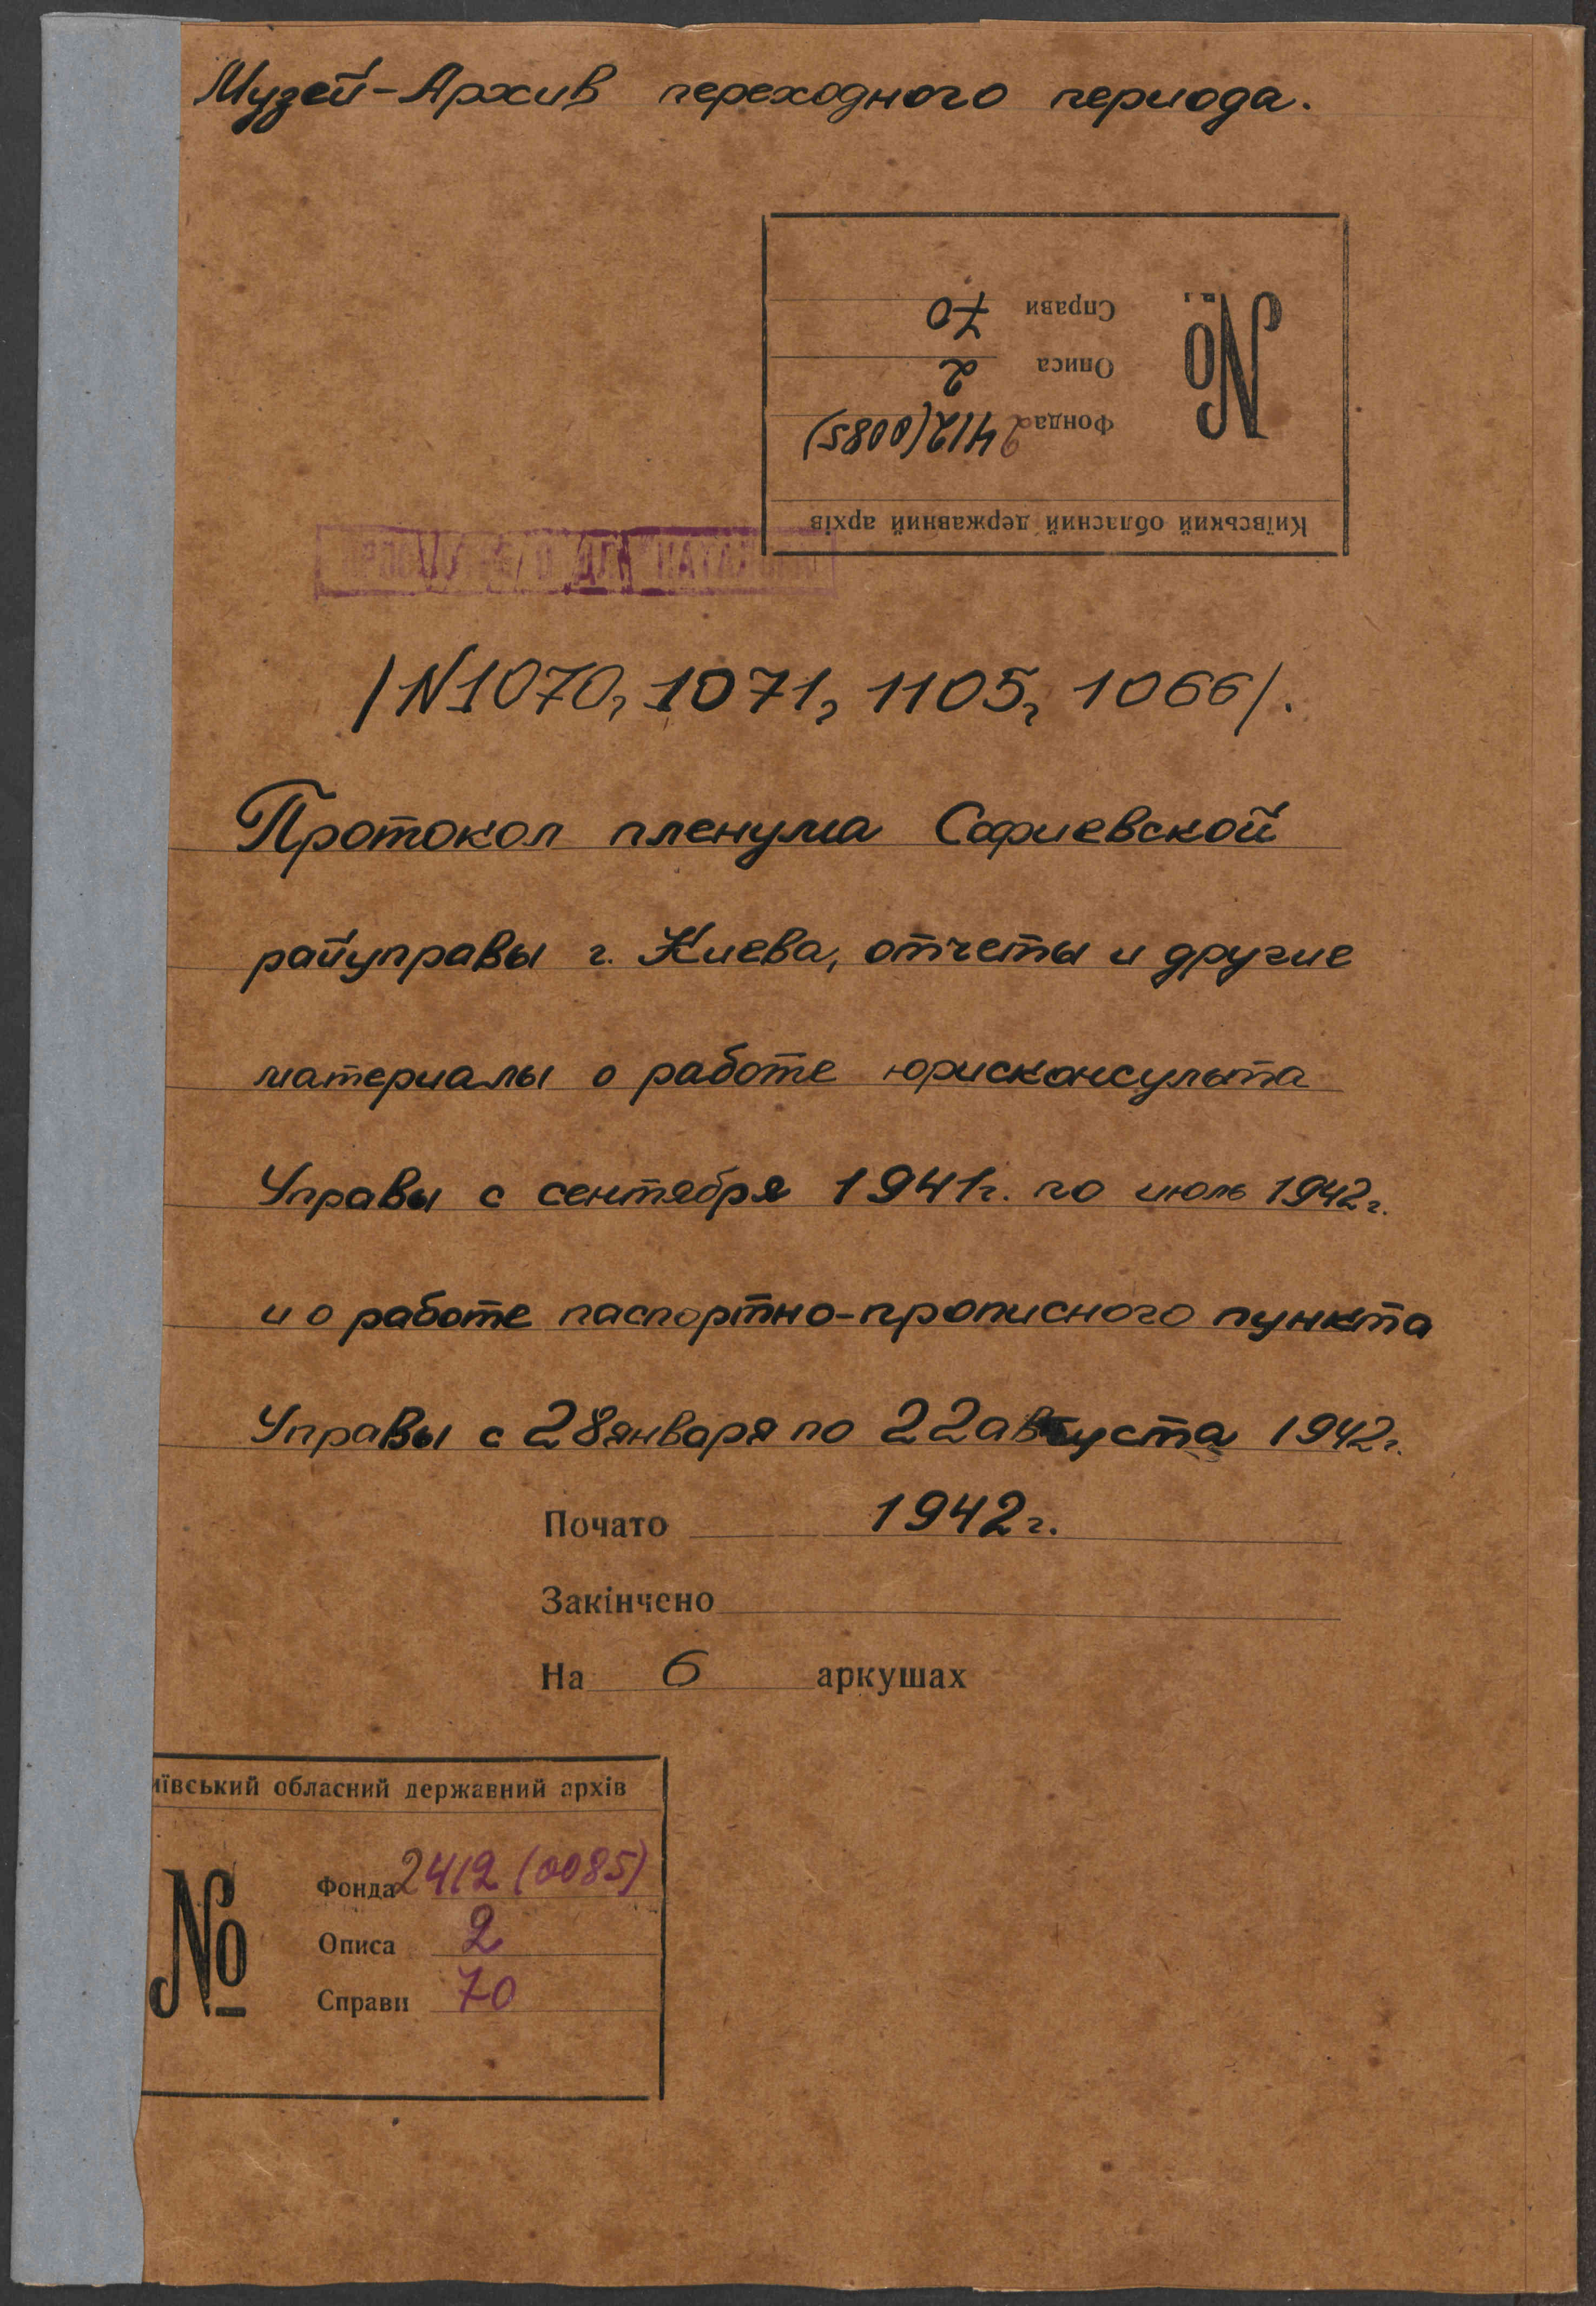 Музей-Архив переходного периода.
Київський обласний державний архів
№
Фонда 2412(0085)
Описа 2
Справи 70
/N1070, 1071, 1105, 1066/.
Протокол пленума Софиевской
райуправы г. Киева, отчеты и другие
материалы о работе юрисконсульта
Управы с сентября 1941г. по июль 1942г.
и о работе паспортно-прописного пункта
Управы с 28 января по 22 августа 1942г.
Почато 1942г.
Закінчено
На 6 аркушах
иївський обласний державний архів
№
Фонда 2412 (0085)
Описа 2
Справи 70